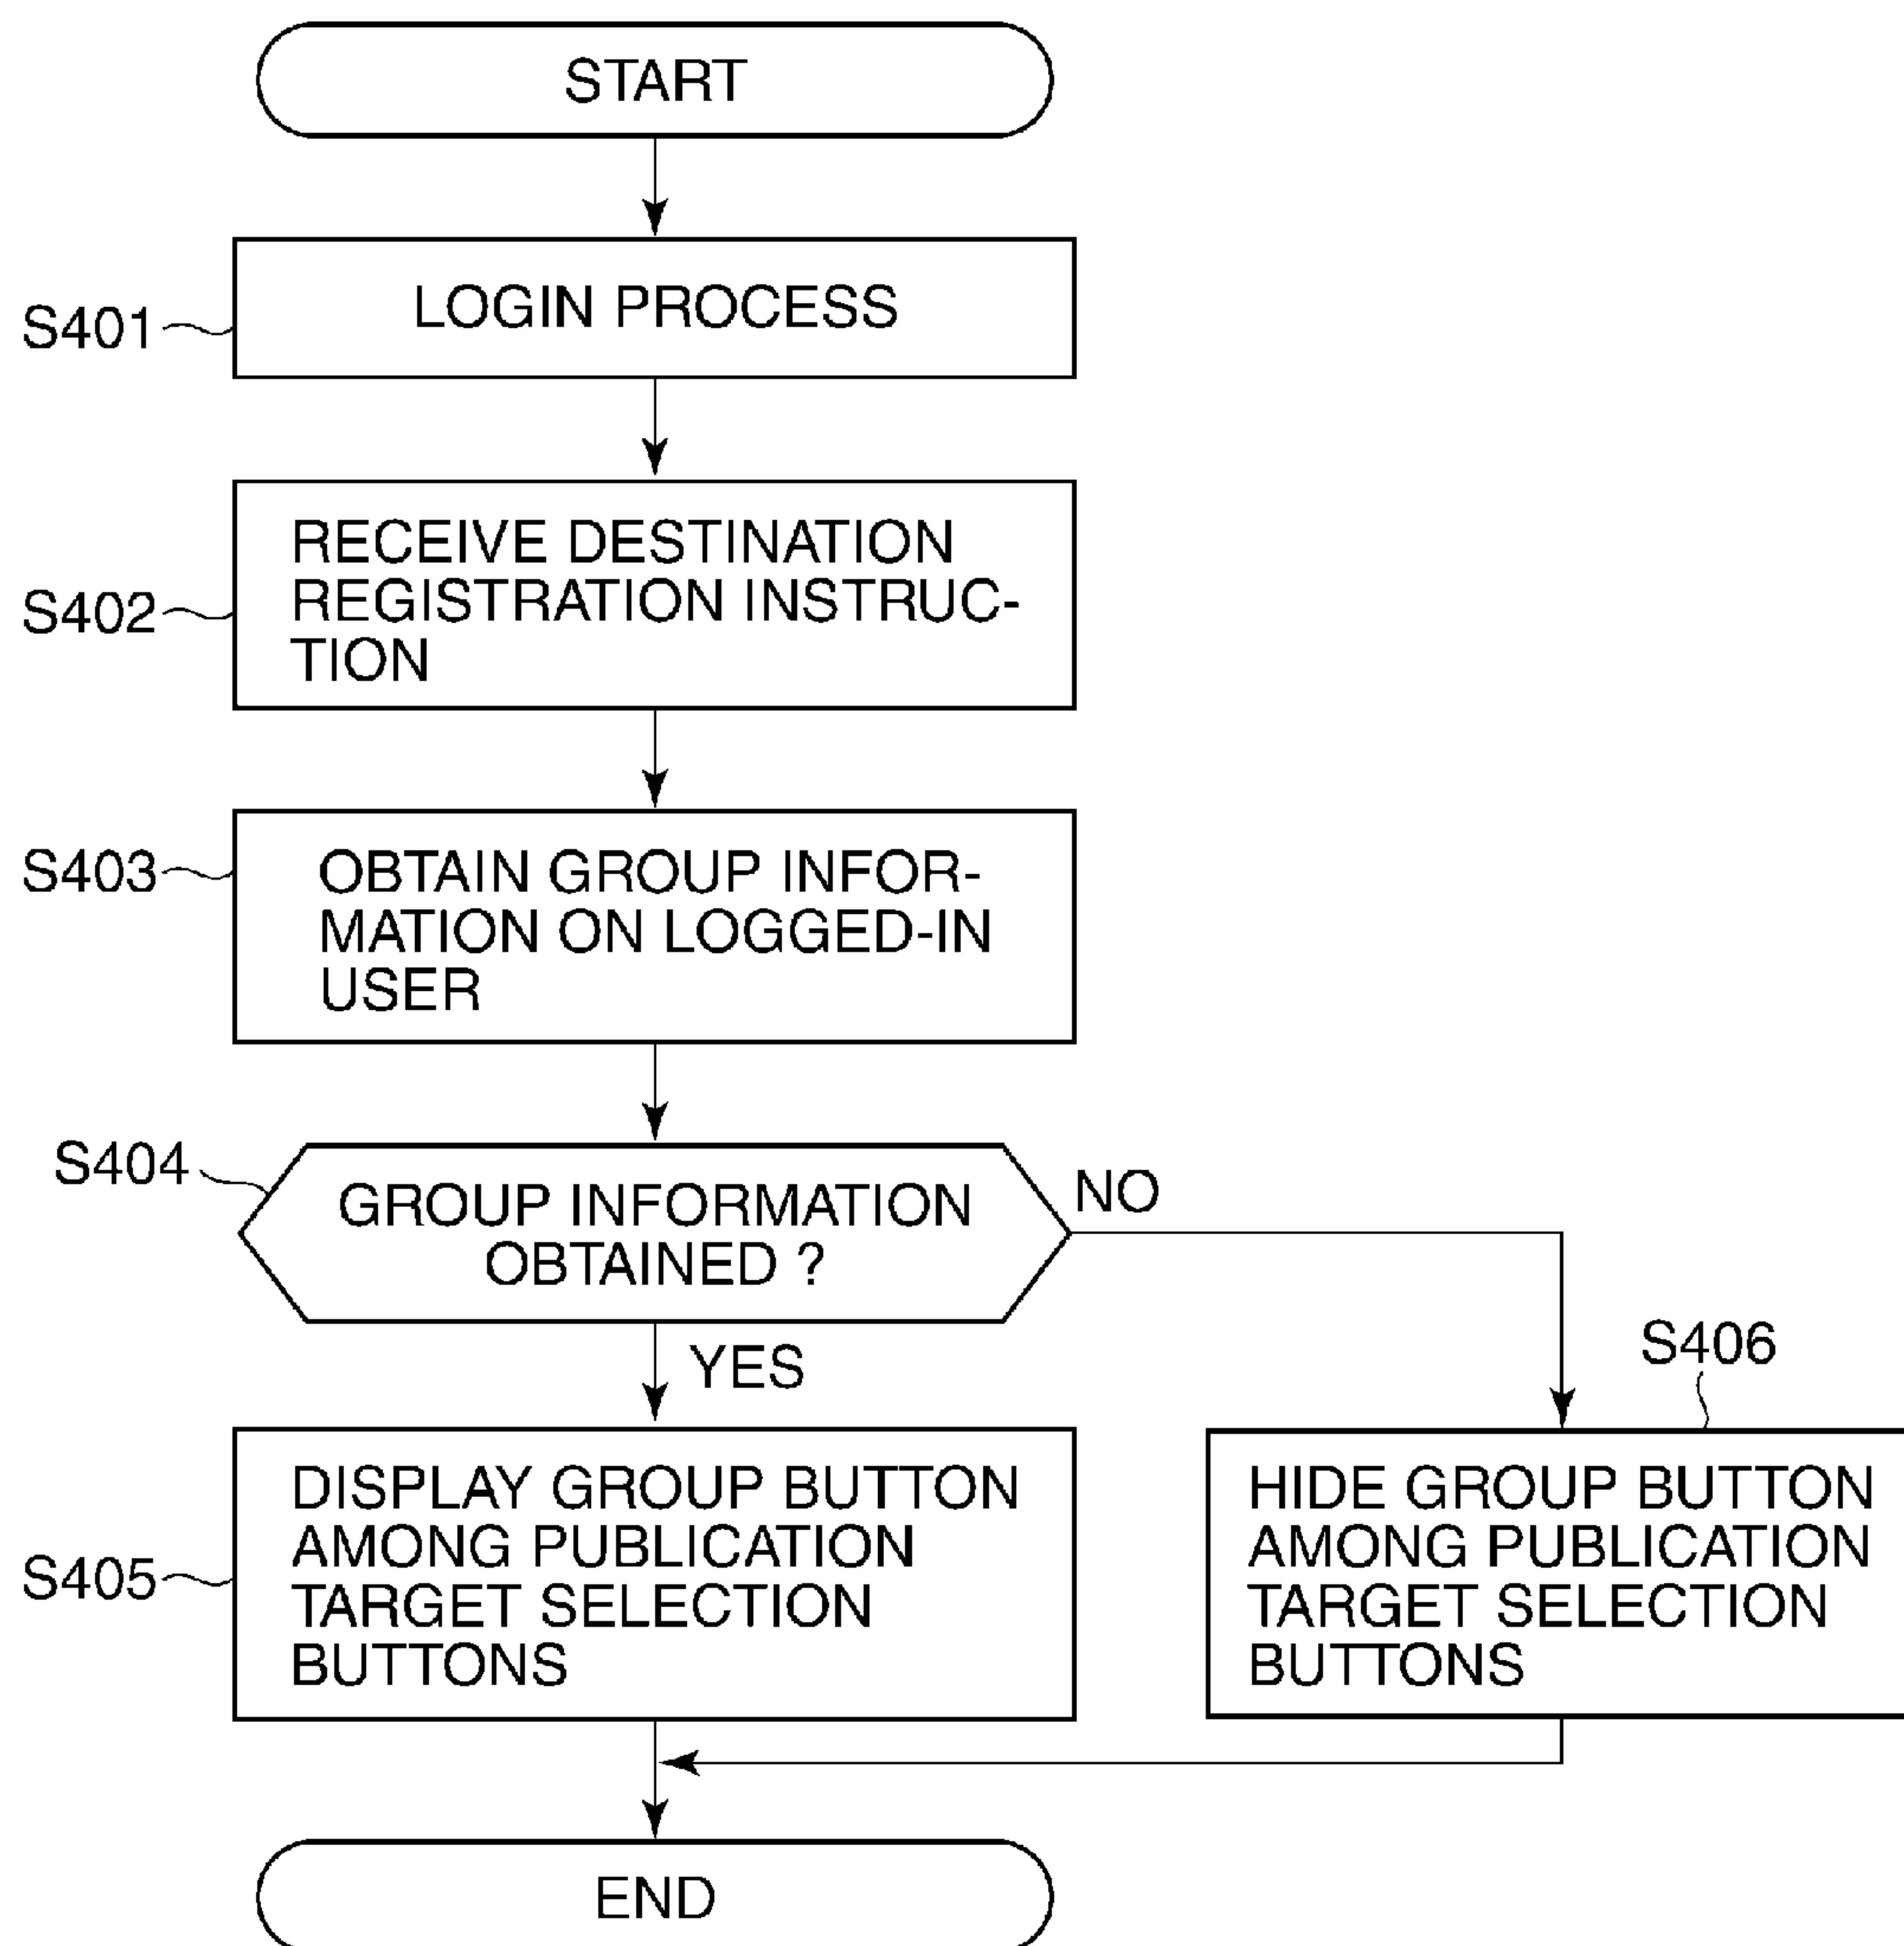 START
S401
LOGIN PROCESS
S402
RECEIVE DESTINATION
REGISTRATION INSTRUC-
TION
S403
OBTAIN GROUP INFOR-
MATION ON LOGGED-IN
USER
S404
GROUP INFORMATION
OBTAINED ?
NO
YES
S405
DISPLAY GROUP BUTTON
AMONG PUBLICATION
TARGET SELECTION
BUTTONS
S406
HIDE GROUP BUTTON
AMONG PUBLICATION
TARGET SELECTION
BUTTONS
END